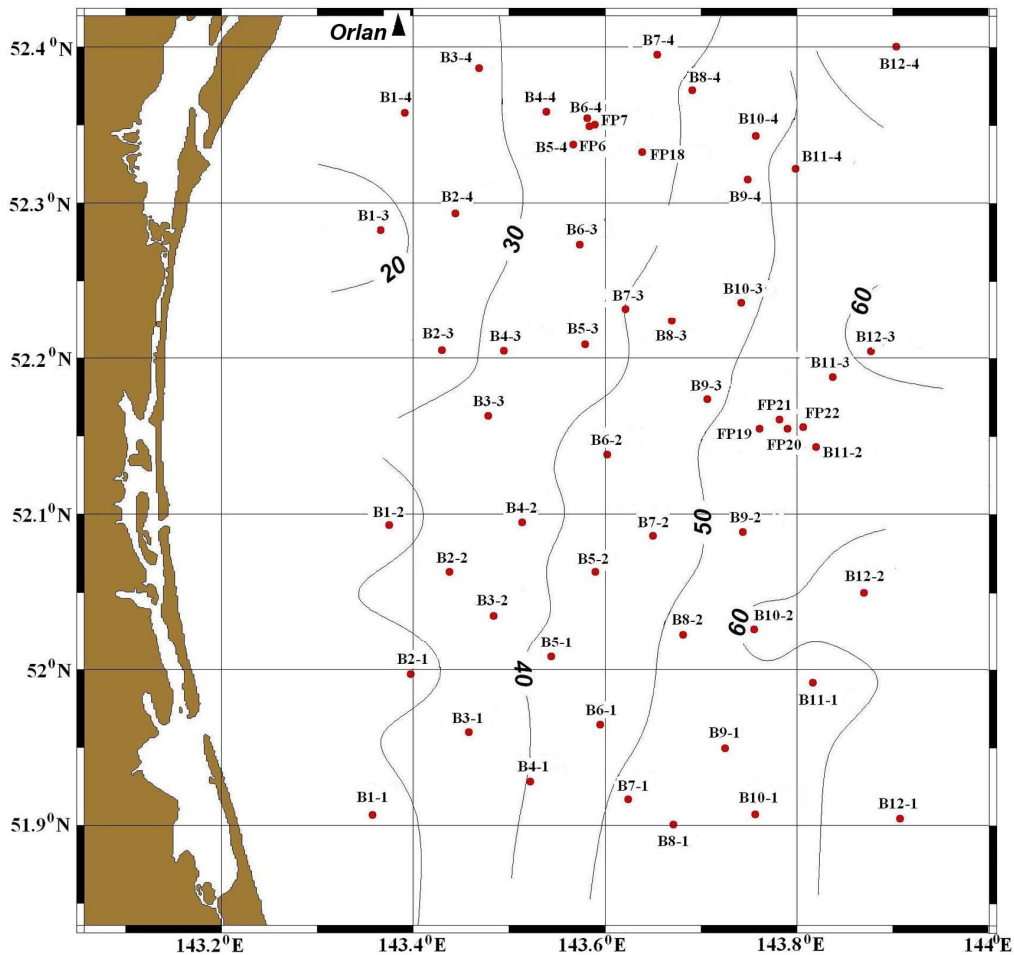 Orlan
52.4⁰N
B7-4
B12-4
B3-4
B8-4
B1-4
B4-4
B6-4
FP7
B10-4
B5-4
FP6
FP18
B11-4
52.3⁰N
B9-4
B2-4
B1-3
B6-3
30
20
B10-3
60
B7-3
B8-3
B12-3
B2-3
B4-3
B5-3
52.2⁰N
B11-3
B9-3
B3-3
FP21
FP22
FP19
FP20
B6-2
B11-2
52.1⁰N
B1-2
B4-2
50
B7-2
B9-2
B2-2
B5-2
B12-2
B3-2
B8-2
60
B10-2
B5-1
52⁰N
B2-1
40
B11-1
B3-1
B6-1
B9-1
B4-1
B7-1
B1-1
B10-1
B12-1
51.9⁰N
B8-1
143.2⁰E
143.4⁰E
143.6⁰E
143.8⁰E
144⁰E